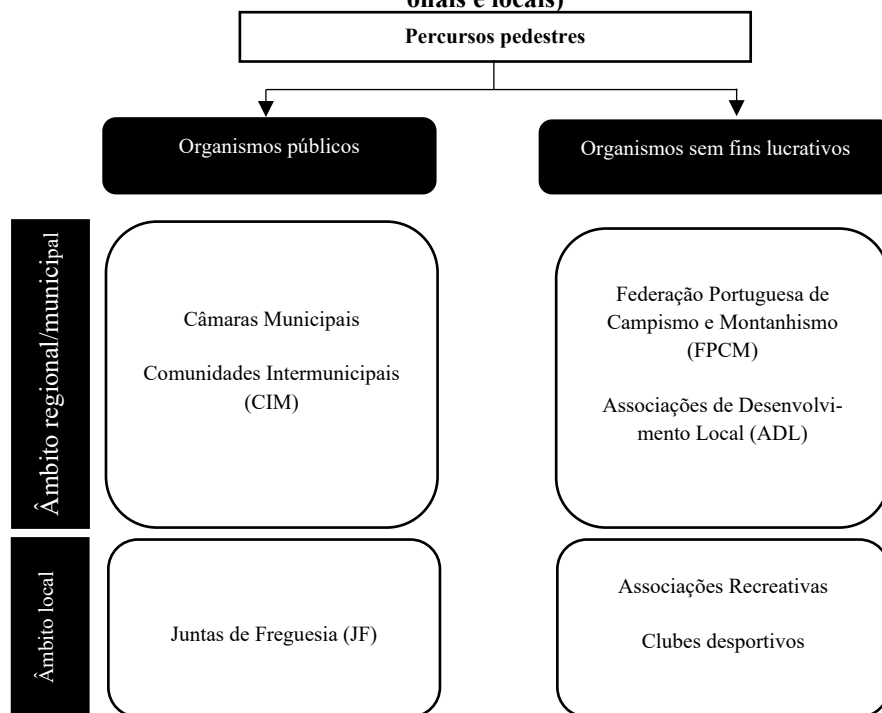 onais e locais)
Percursos pedestres
Organismos públicos
Organismos sem fins lucrativos
Âmbito regional/municipal
Câmaras Municipais
Comunidades Intermunicipais
(CIM)
Federação Portuguesa de
Campismo e Montanhismo
(FPCM)
Associações de Desenvolvi-
mento Local (ADL)
Âmbito local
Juntas de Freguesia (JF)
Associações Recreativas
Clubes desportivos